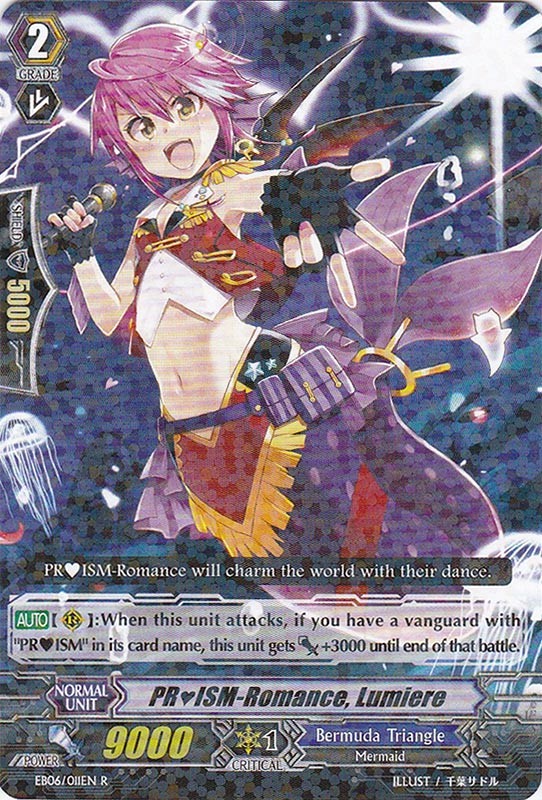 2
GRADE
SHIELD
5000
PR♥ISM-Romance will charm the world with their dance.
AUTO[ ]:When this unit attacks, if you have a vanguard with
"PR♥ISM" in its card name, this unit gets +3000 until end of that battle.
NORMAL
UNIT
PR♥ISM-Romance, Lumiere
POWER
9000
1
CRITICAL
Bermuda Triangle
Mermaid
EB06/011EN R
ILLUST / 千葉サドル